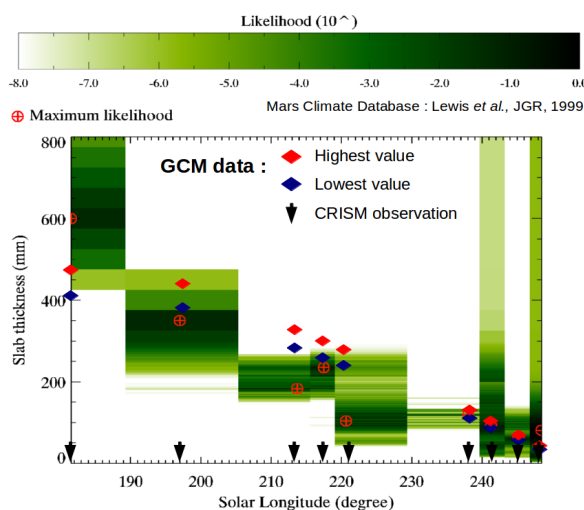 Likelihood (10^)
-8.0 -7.0 -6.0 -5.0 -4.0 -3.0 -2.0 -1.0 0.0
Maximum likelihood
Mars Climate Database : Lewis et al., JGR, 1999
800
600
400
200
0
Slab thickness (mm)
GCM data :
Highest value
Lowest value
CRISM observation
190 200 210 220 230 240
Solar Longitude (degree)